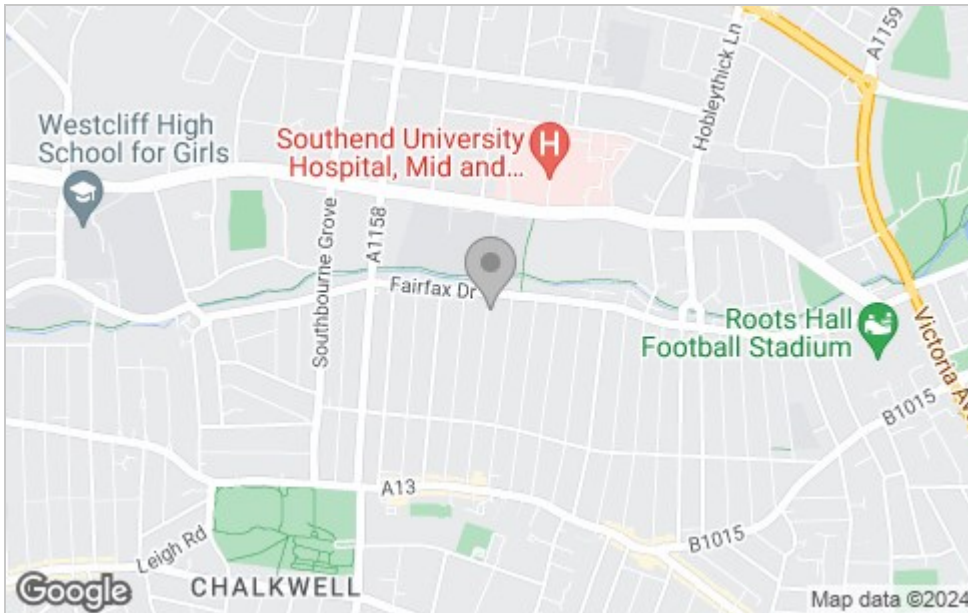 A1159
Hobleythick Ln
Westcliff High
School for Girls
Southend University
Hospital, Mid and...
H
Southbourne Grove
A1158
Fairfax Dr
Roots Hall
Football Stadium
Victoria Av
B1015
A13
B1015
Leigh Rd
CHALKWELL
Google
Map data ©2024